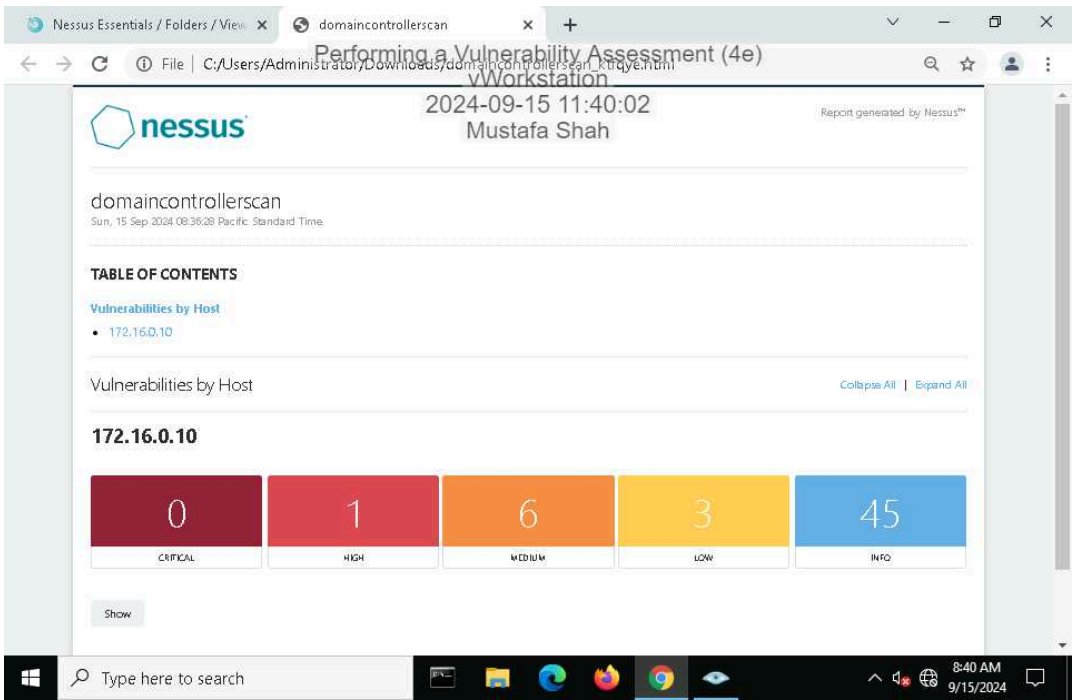 Nessus Essentials / Folders / View
domaincontrollerscan
Performing a Vulnerability Assessment (4e)
File | C:/Users/Administrator/Downloads/domaincontrollerscan_ktfqye.html
vWorkstation
2024-09-15 11:40:02
Mustafa Shah
nessus
Report generated by Nessus™
domaincontrollerscan
Sun, 15 Sep 2024 08:36:28 Pacific Standard Time
TABLE OF CONTENTS
Vulnerabilities by Host
• 172.16.0.10
Vulnerabilities by Host
Collapse All | Expand All
172.16.0.10
0 1 6 3 45
CRITICAL HIGH MEDIUM LOW INFO
Show
Type here to search
8:40 AM
9/15/2024